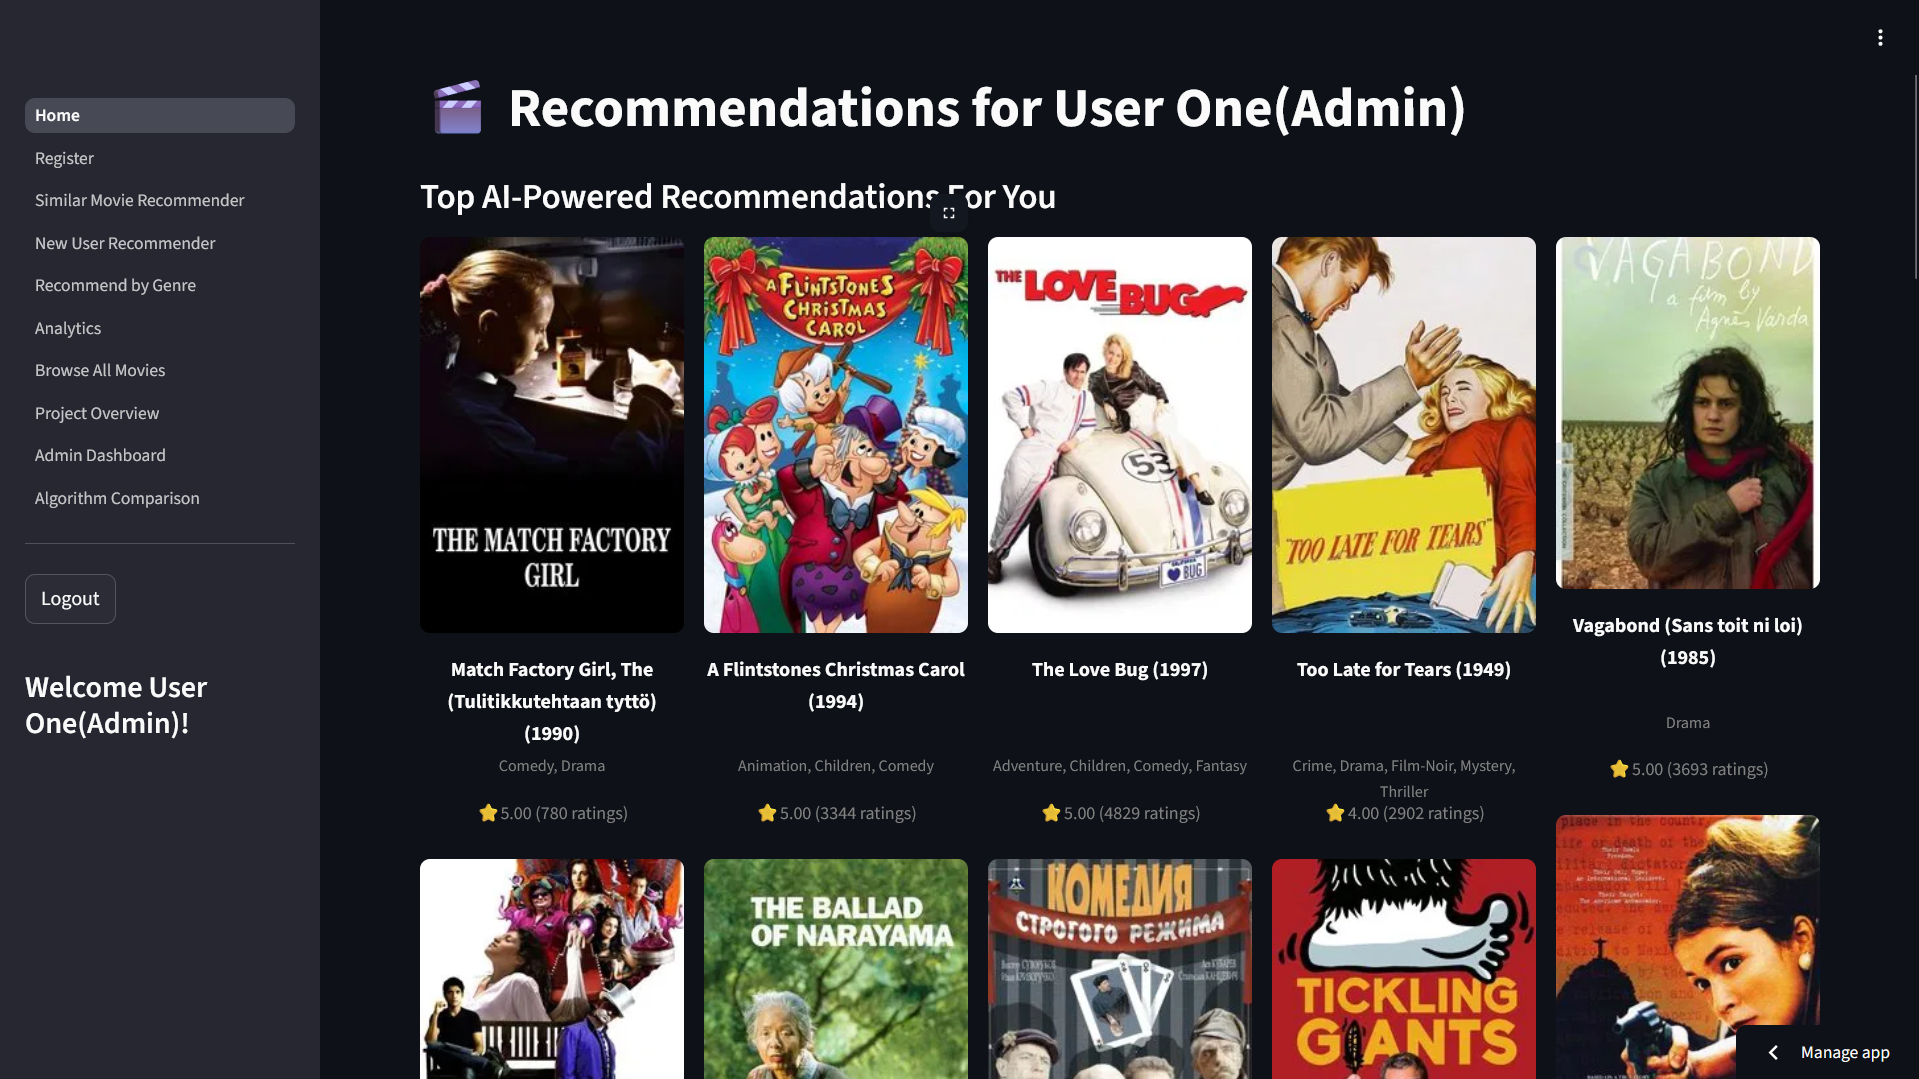 Home
Register
Similar Movie Recommender
New User Recommender
Recommend by Genre
Analytics
Browse All Movies
Project Overview
Admin Dashboard
Algorithm Comparison
Logout
Welcome User
One(Admin)!
Recommendations for User One(Admin)
Top AI-Powered Recommendations For You
THE MATCH FACTORY
GIRL
Match Factory Girl, The
(Tulitikkutehtaan tyttö)
(1990)
Comedy, Drama
5.00 (780 ratings)
A FLINTSTONES
CHRISTMAS
CAROL
A Flintstones Christmas Carol
(1994)
Animation, Children, Comedy
5.00 (3344 ratings)
THE LOVE BUG
53
BUG
The Love Bug (1997)
Adventure, Children, Comedy, Fantasy
5.00 (4829 ratings)
"TOO LATE FOR TEARS"
Too Late for Tears (1949)
Crime, Drama, Film-Noir, Mystery,
Thriller
4.00 (2902 ratings)
VAGABOND
a film by
Agnès Varda
Vagabond (Sans toit ni loi)
(1985)
Drama
5.00 (3693 ratings)
THE BALLAD
OF NARAYAMA
КОМЕДИЯ
СТРОГОГО РЕЖИМА
TICKLING
GIANTS
Manage app